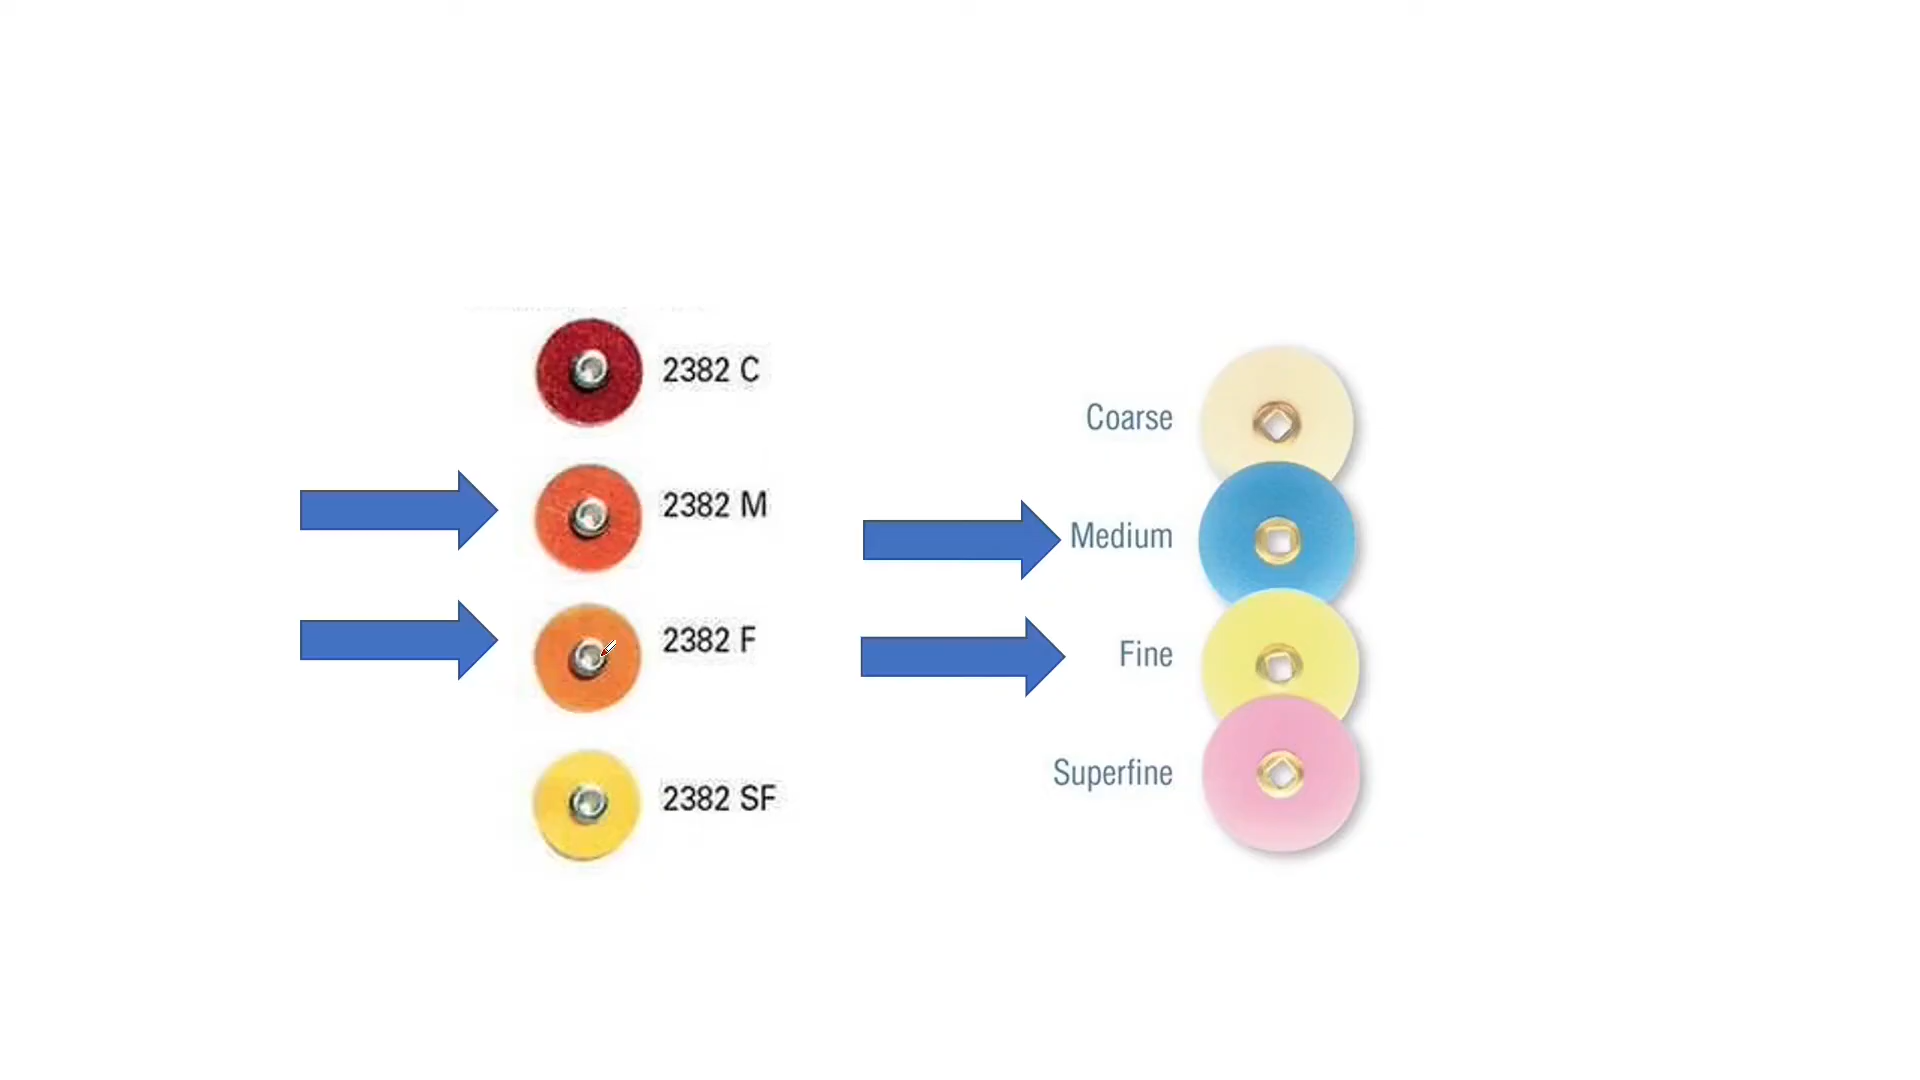 2382 C
2382 M
2382 F
2382 SF
Coarse
Medium
Fine
Superfine